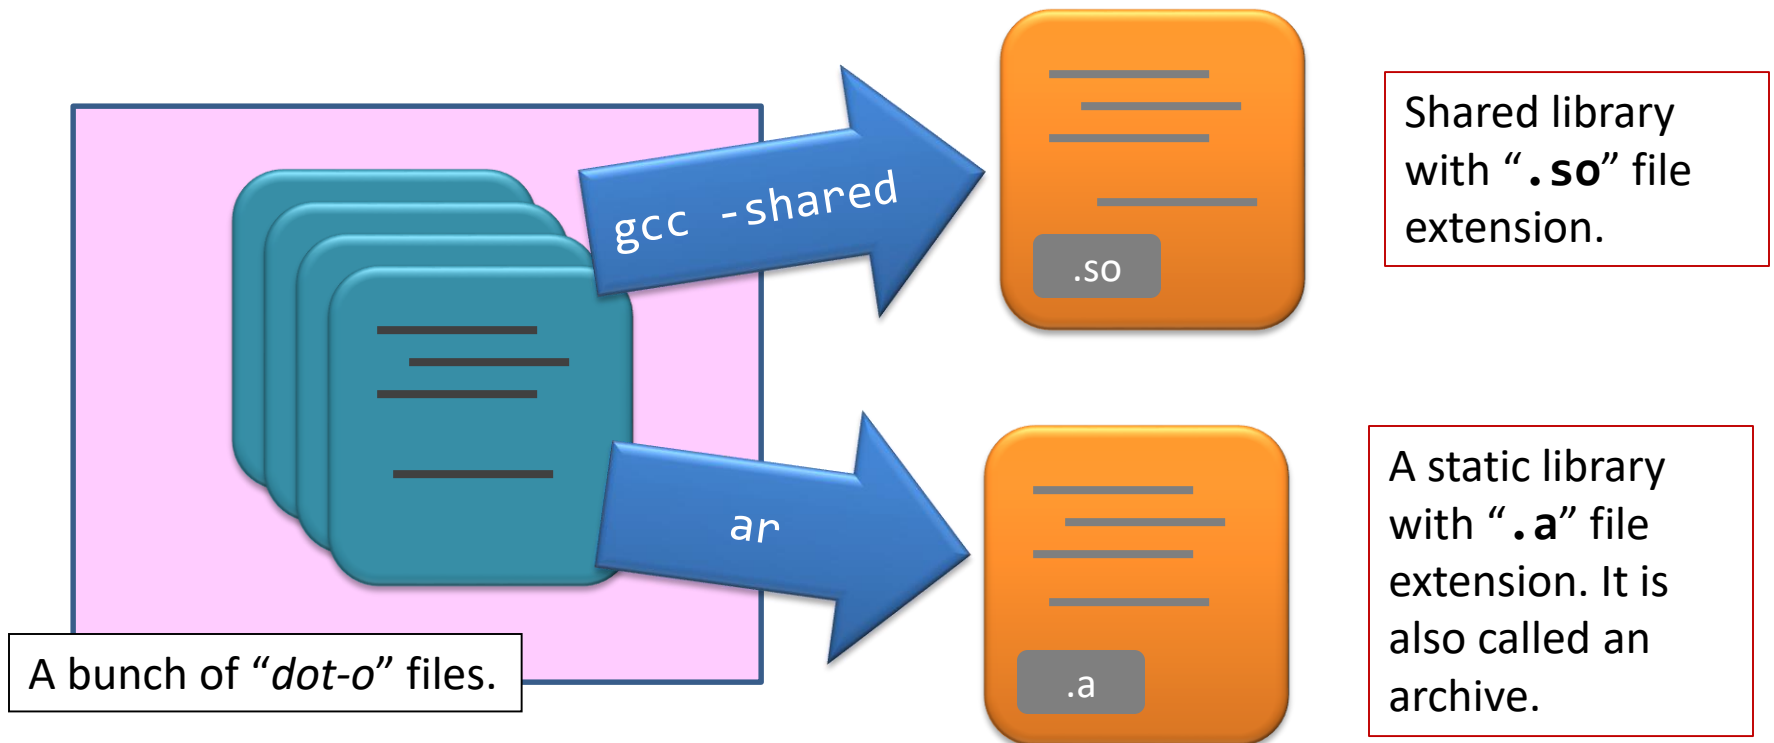 gcc -shared
.so
Shared library
with “.so” file
extension.
ar
.a
A static library
with “.a” file
extension. It is
also called an
archive.
A bunch of “dot-o” files.